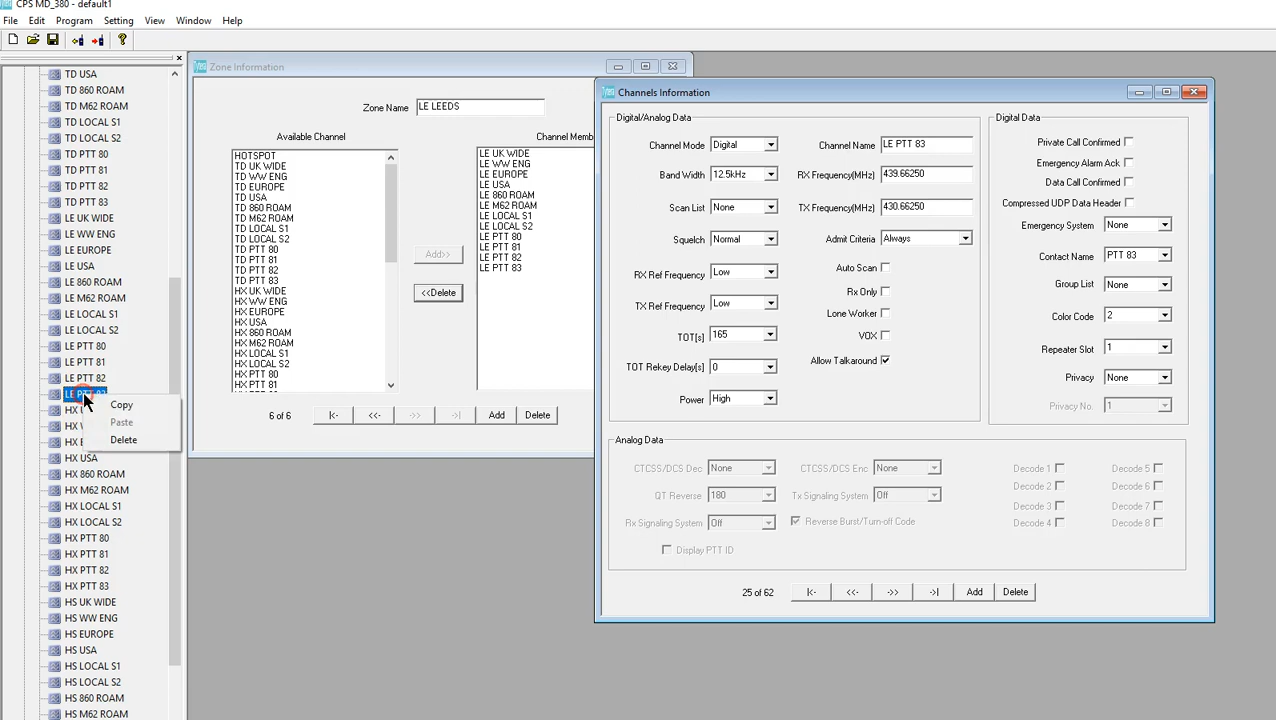 CPS MD_380 - default1
File Edit Program Setting View Window Help
TD USA
TD 860 ROAM
TD M62 ROAM
TD LOCAL S1
TD LOCAL S2
TD PTT 80
TD PTT 81
TD PTT 82
TD PTT 83
LE UK WIDE
LE WW ENG
LE EUROPE
LE USA
LE 860 ROAM
LE M62 ROAM
LE LOCAL S1
LE LOCAL S2
LE PTT 80
LE PTT 81
LE PTT 82
LE PTT 83
HX
HX
HX
HX USA
HX 860 ROAM
HX M62 ROAM
HX LOCAL S1
HX LOCAL S2
HX PTT 80
HX PTT 81
HX PTT 82
HX PTT 83
HS UK WIDE
HS WW ENG
HS EUROPE
HS USA
HS LOCAL S1
HS LOCAL S2
HS 860 ROAM
HS M62 ROAM
Copy
Paste
Delete
Zone Information
Zone Name LE LEEDS
Available Channel
HOTSPOT
TD UK WIDE
TD WW ENG
TD EUROPE
TD USA
TD 860 ROAM
TD M62 ROAM
TD LOCAL S1
TD LOCAL S2
TD PTT 80
TD PTT 81
TD PTT 82
TD PTT 83
HX UK WIDE
HX WW ENG
HX EUROPE
HX USA
HX 860 ROAM
HX M62 ROAM
HX LOCAL S1
HX LOCAL S2
HX PTT 80
HX PTT 81
Add>>
<<Delete
Channel Memb
LE UK WIDE
LE WW ENG
LE EUROPE
LE USA
LE 860 ROAM
LE M62 ROAM
LE LOCAL S1
LE LOCAL S2
LE PTT 80
LE PTT 81
LE PTT 82
LE PTT 83
6 of 6 |<- <<- ->> ->| Add Delete
Channels Information
Digital/Analog Data
Channel Mode Digital
Band Width 12.5kHz
Scan List None
Squelch Normal
RX Ref Frequency Low
TX Ref Frequency Low
TOT[s] 165
TOT Rekey Delay[s] 0
Power High
Channel Name LE PTT 83
RX Frequency(MHz) 439.66250
TX Frequency(MHz) 430.66250
Admit Criteria Always
Auto Scan
Rx Only
Lone Worker
VOX
Allow Talkaround
Digital Data
Private Call Confirmed
Emergency Alarm Ack
Data Call Confirmed
Compressed UDP Data Header
Emergency System None
Contact Name PTT 83
Group List None
Color Code 2
Repeater Slot 1
Privacy None
Privacy No. 1
Analog Data
CTCSS/DCS Dec None
QT Reverse 180
Rx Signaling System Off
Display PTT ID
CTCSS/DCS Enc None
Tx Signaling System Off
Reverse Burst/Turn-off Code
Decode 1 Decode 5
Decode 2 Decode 6
Decode 3 Decode 7
Decode 4 Decode 8
25 of 62 |<- <<- ->> ->| Add Delete